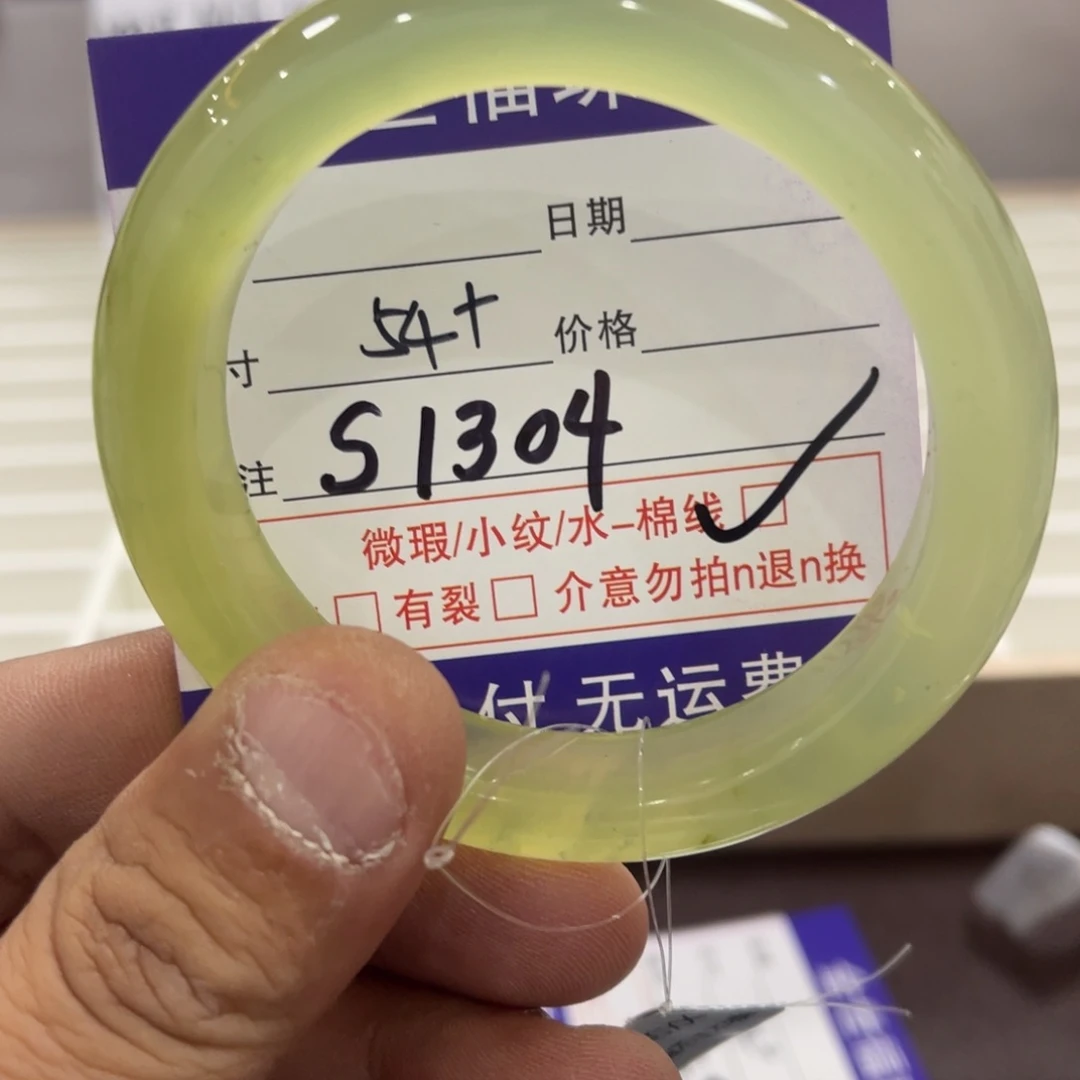 日期
寸 54+ 价格
注 S1304
微瑕/小纹/水-棉线
有裂 介意勿拍n退n换
付 无运费